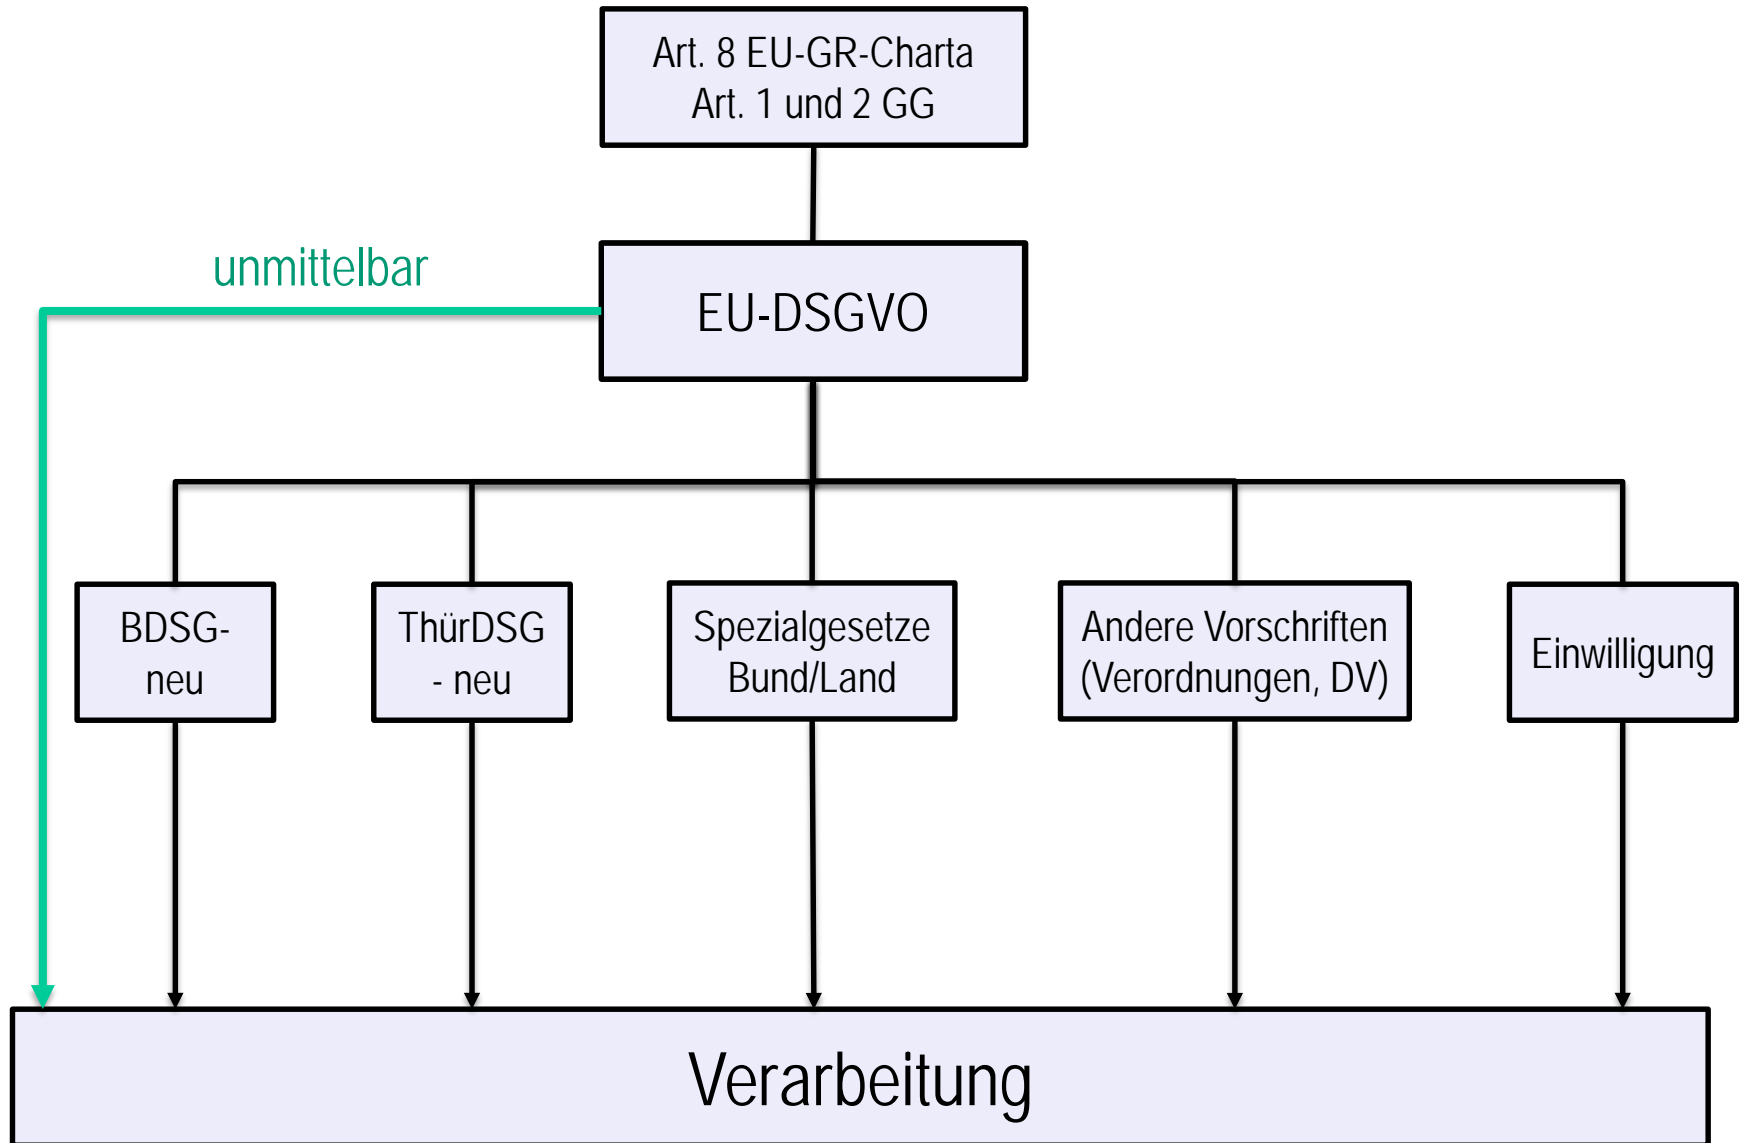 Art. 8 EU-GR-Charta
Art. 1 und 2 GG
unmittelbar
EU-DSGVO
BDSG-
neu
ThürDSG
- neu
Spezialgesetze
Bund/Land
Andere Vorschriften
(Verordnungen, DV)
Einwilligung
Verarbeitung